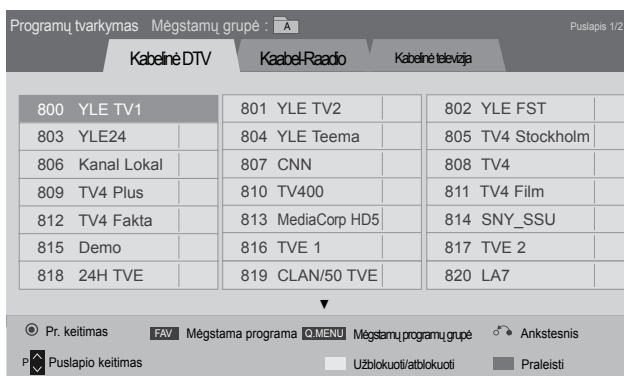 Programų tvarkymas Mėgstamų grupė : A Puslapis 1/2
Kabelinė DTV Kaabel-Raadio Kabelinė televizija
800 YLE TV1 801 YLE TV2 802 YLE FST
803 YLE24 804 YLE Teema 805 TV4 Stockholm
806 Kanal Lokal 807 CNN 808 TV4
809 TV4 Plus 810 TV400 811 TV4 Film
812 TV4 Fakta 813 MediaCorp HD5 814 SNY_SSU
815 Demo 816 TVE 1 817 TVE 2
818 24H TVE 819 CLAN/50 TVE 820 LA7
Pr. keitimas FAV Mėgstama programa Q.MENU Mėgstamų programų grupė Ankstesnis
P Puslapio keitimas Užblokuoti/atblokuoti Praleisti